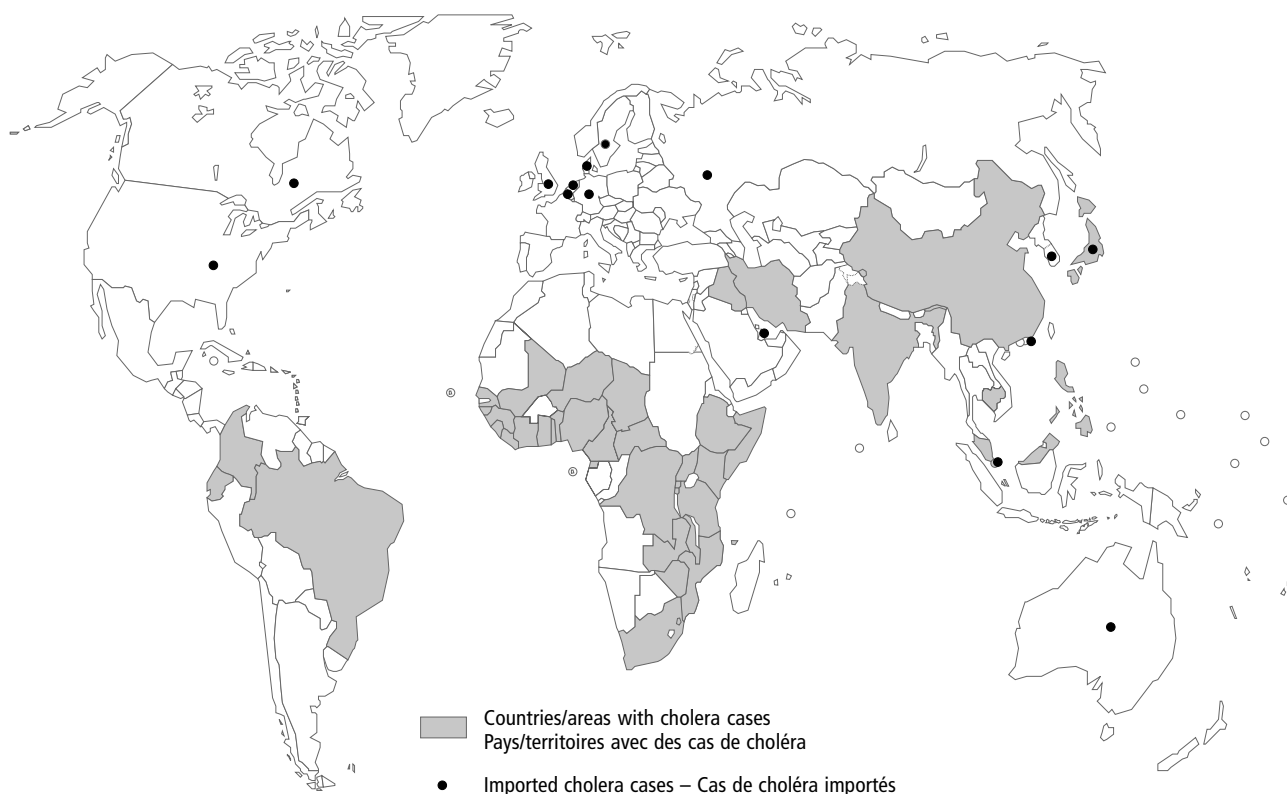 Countries/areas with cholera cases
Pays/territoires avec des cas de choléra
Imported cholera cases – Cas de choléra importés